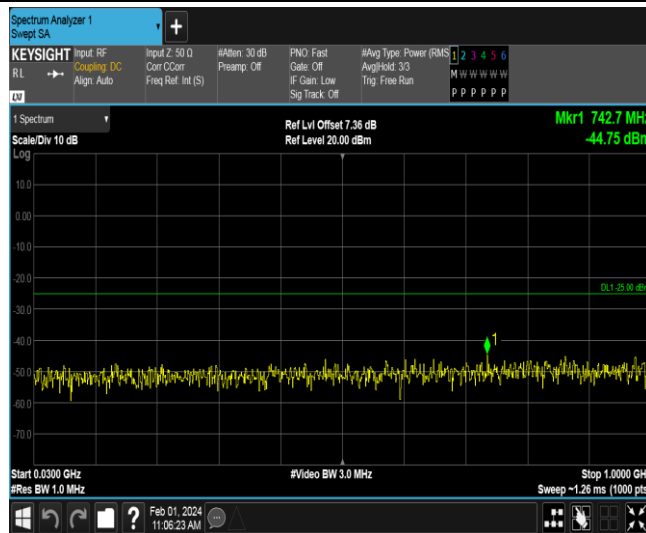 Spectrum Analyzer 1
Swept SA
+
KEYSIGHT Input: RF Input Z: 50 Ω #Atten: 30 dB PNO: Fast #Avg Type: Power (RMS 1 2 3 4 5 6
RL Coupling: DC Corr CCorr Preamp: Off Gate: Off Avg|Hold: 3/3 M W W W W W
Align: Auto Freq Ref: Int (S) IF Gain: Low Trig: Free Run
Sig Track: Off P P P P P P
LXI
1 Spectrum Ref Lvl Offset 7.36 dB Mkr1 742.7 MHz
Scale/Div 10 dB Ref Level 20.00 dBm -44.75 dBm
Log
10.0
0.00
-10.0
-20.0
DL1 -25.00 dBm
-30.0
-40.0
1
-50.0
-60.0
-70.0
Start 0.0300 GHz #Video BW 3.0 MHz Stop 1.0000 GHz
#Res BW 1.0 MHz Sweep ~1.26 ms (1000 pts)
? Feb 01, 2024
11:06:23 AM